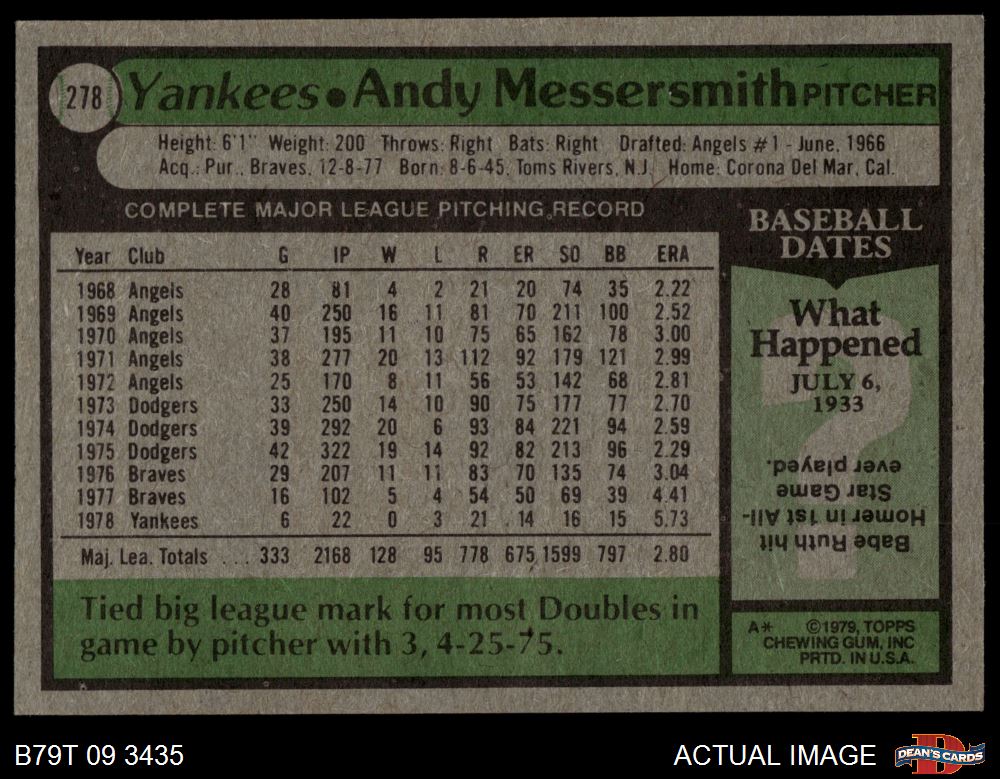 278 Yankees • Andy Messersmith PITCHER
Height: 6'1" Weight: 200 Throws: Right Bats: Right Drafted: Angels #1 - June, 1966
Acq.: Pur., Braves, 12-8-77 Born: 8-6-45, Toms Rivers, N.J. Home: Corona Del Mar, Cal.
COMPLETE MAJOR LEAGUE PITCHING RECORD
Year Club G IP W L R ER SO BB ERA
1968 Angels 28 81 4 2 21 20 74 35 2.22
1969 Angels 40 250 16 11 81 70 211 100 2.52
1970 Angels 37 195 11 10 75 65 162 78 3.00
1971 Angels 38 277 20 13 112 92 179 121 2.99
1972 Angels 25 170 8 11 56 53 142 68 2.81
1973 Dodgers 33 250 14 10 90 75 177 77 2.70
1974 Dodgers 39 292 20 6 93 84 221 94 2.59
1975 Dodgers 42 322 19 14 92 82 213 96 2.29
1976 Braves 29 207 11 11 83 70 135 74 3.04
1977 Braves 16 102 5 4 54 50 69 39 4.41
1978 Yankees 6 22 0 3 21 14 16 15 5.73
Maj. Lea. Totals ... 333 2168 128 95 778 675 1599 797 2.80
Tied big league mark for most Doubles in
game by pitcher with 3, 4-25-75.
BASEBALL
DATES
What
Happened
JULY 6,
1933
Babe Ruth hit
Homer in 1st All-
Star Game
ever played.
A* ©1979, TOPPS
CHEWING GUM, INC
PRTD. IN U.S.A.
B79T 09 3435
ACTUAL IMAGE
DEAN'S CARDS